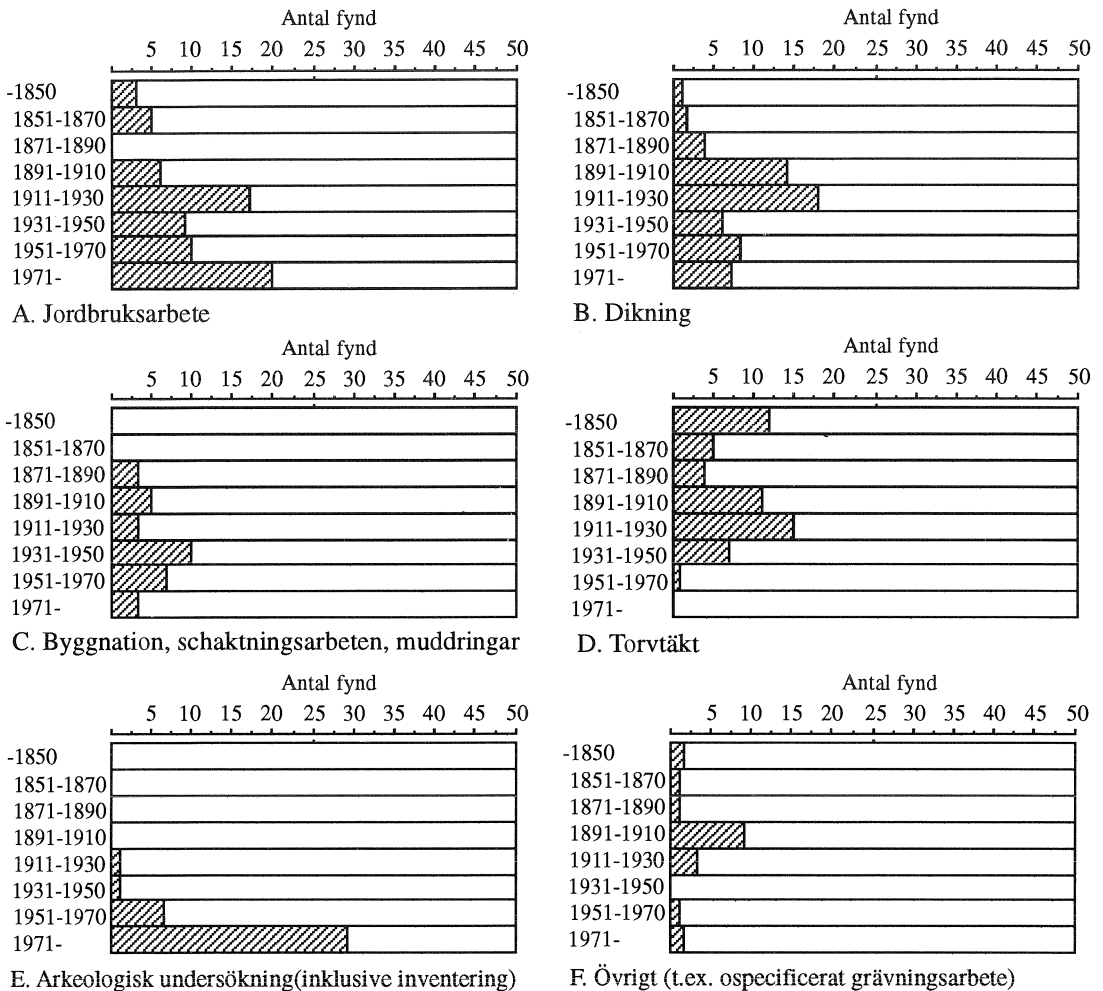 Antal fynd
5 10 15 20 25 30 35 40 45 50
-1850
1851-1870
1871-1890
1891-1910
1911-1930
1931-1950
1951-1970
1971-
A. Jordbruksarbete
Antal fynd
5 10 15 20 25 30 35 40 45 50
-1850
1851-1870
1871-1890
1891-1910
1911-1930
1931-1950
1951-1970
1971-
B. Dikning
Antal fynd
5 10 15 20 25 30 35 40 45 50
-1850
1851-1870
1871-1890
1891-1910
1911-1930
1931-1950
1951-1970
1971-
C. Byggnation, schaktningsarbeten, muddringar
Antal fynd
5 10 15 20 25 30 35 40 45 50
-1850
1851-1870
1871-1890
1891-1910
1911-1930
1931-1950
1951-1970
1971-
D. Torvtäkt
Antal fynd
5 10 15 20 25 30 35 40 45 50
-1850
1851-1870
1871-1890
1891-1910
1911-1930
1931-1950
1951-1970
1971-
E. Arkeologisk undersökning(inklusive inventering)
Antal fynd
5 10 15 20 25 30 35 40 45 50
-1850
1851-1870
1871-1890
1891-1910
1911-1930
1931-1950
1951-1970
1971-
F. Övrigt (t.ex. ospecificerat grävningsarbete)